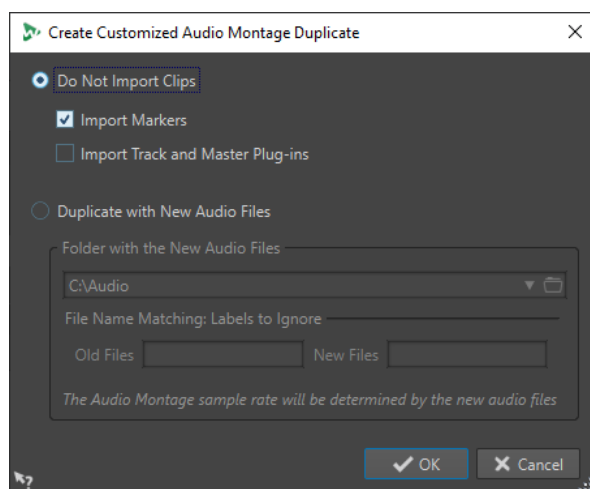 Create Customized Audio Montage Duplicate
Do Not Import Clips
Import Markers
Import Track and Master Plug-ins
Duplicate with New Audio Files
Folder with the New Audio Files
C:\Audio
File Name Matching: Labels to Ignore
Old Files New Files
The Audio Montage sample rate will be determined by the new audio files
OK Cancel